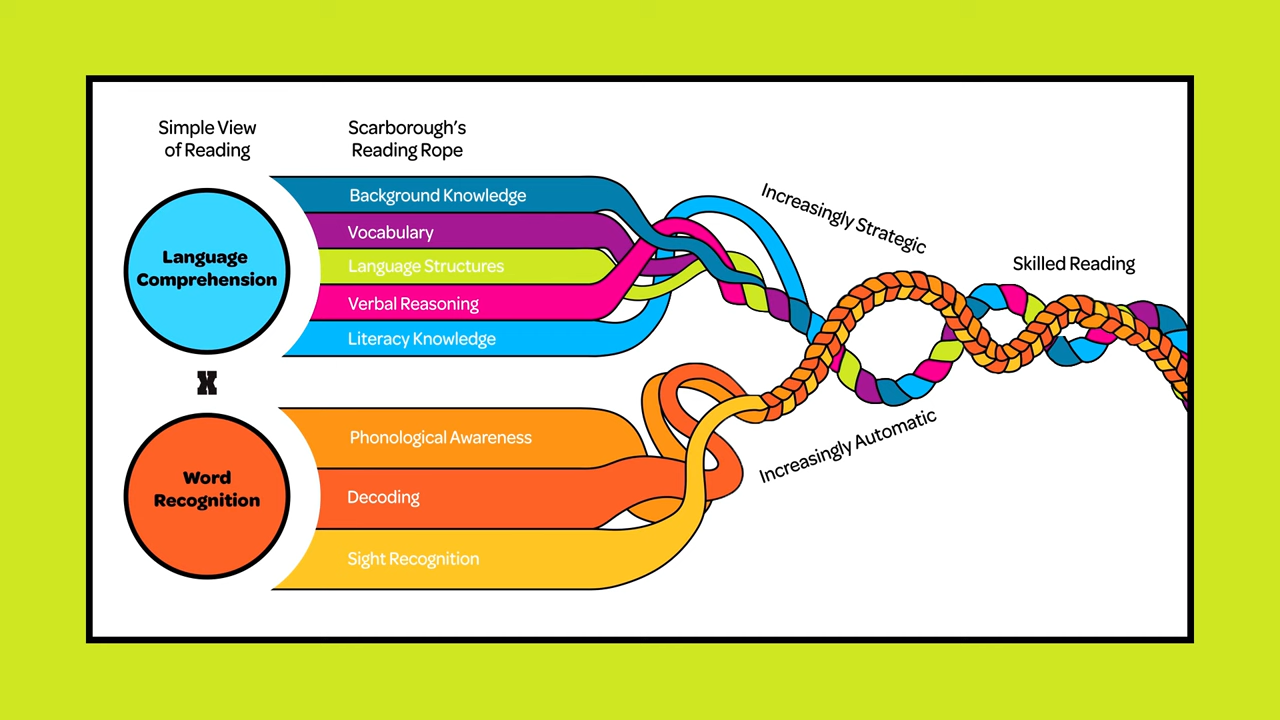 Simple View
of Reading
Scarborough's
Reading Rope
Language
Comprehension
Background Knowledge
Vocabulary
Language Structures
Verbal Reasoning
Literacy Knowledge
X
Word
Recognition
Phonological Awareness
Decoding
Sight Recognition
Increasingly Strategic
Increasingly Automatic
Skilled Reading